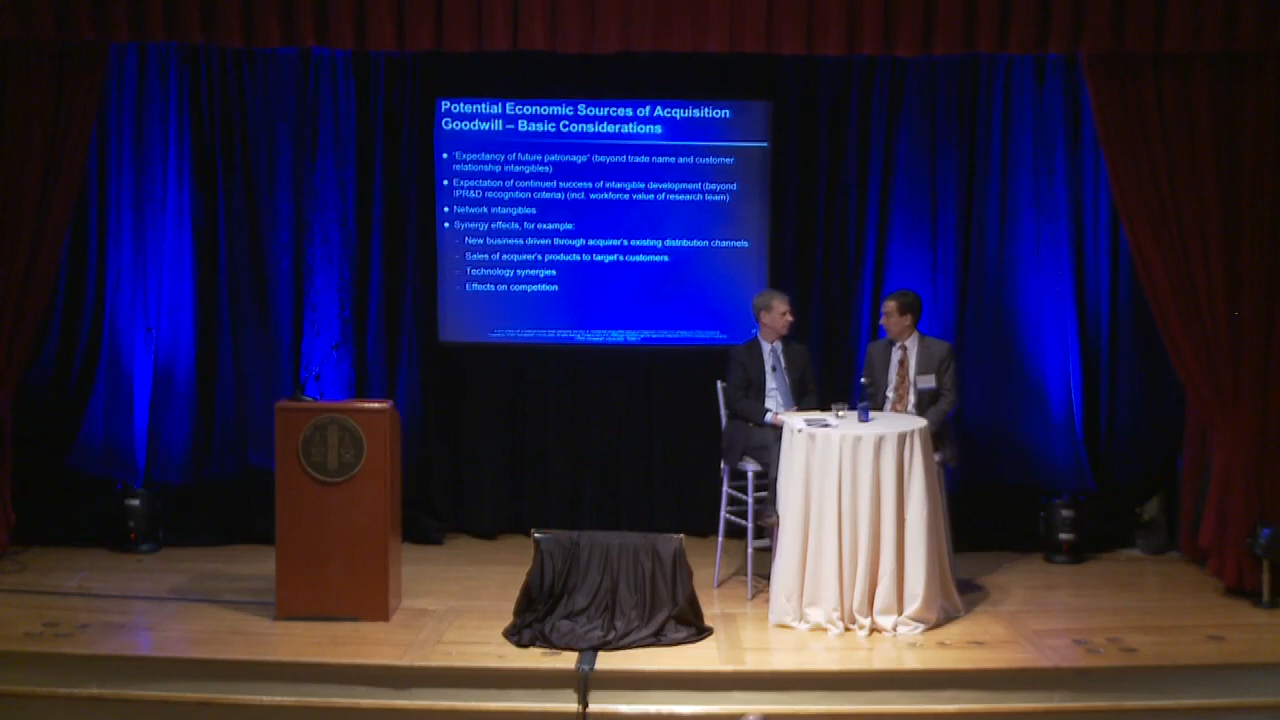 Potential Economic Sources of Acquisition
Goodwill – Basic Considerations
"Expectancy of future patronage" (beyond trade name and customer
relationship intangibles)
Expectation of continued success of intangible development (beyond
IPR&D recognition criteria) (incl. workforce value of research team)
Network intangibles
Synergy effects, for example:
– New business driven through acquirer's existing distribution channels
– Sales of acquirer's products to target's customers
– Technology synergies
– Effects on competition